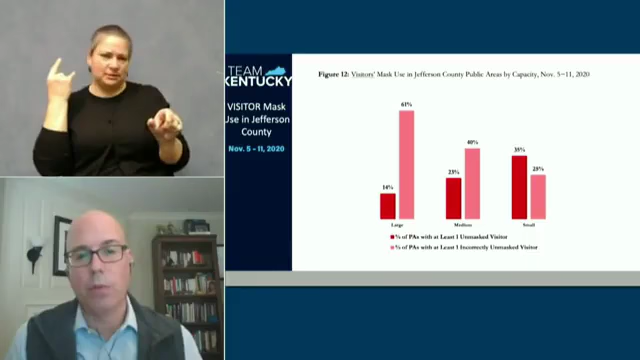 TEAM
KENTUCKY
VISITOR Mask
Use in Jefferson
County
Nov. 5 - 11, 2020
Figure 12: Visitors' Mask Use in Jefferson County Public Areas by Capacity, Nov. 5–11, 2020
61%
40%
35%
14%
23%
25%
Large
Medium
Small
% of PAs with at Least 1 Unmasked Visitor
% of PAs with at Least 1 Incorrectly Unmasked Visitor